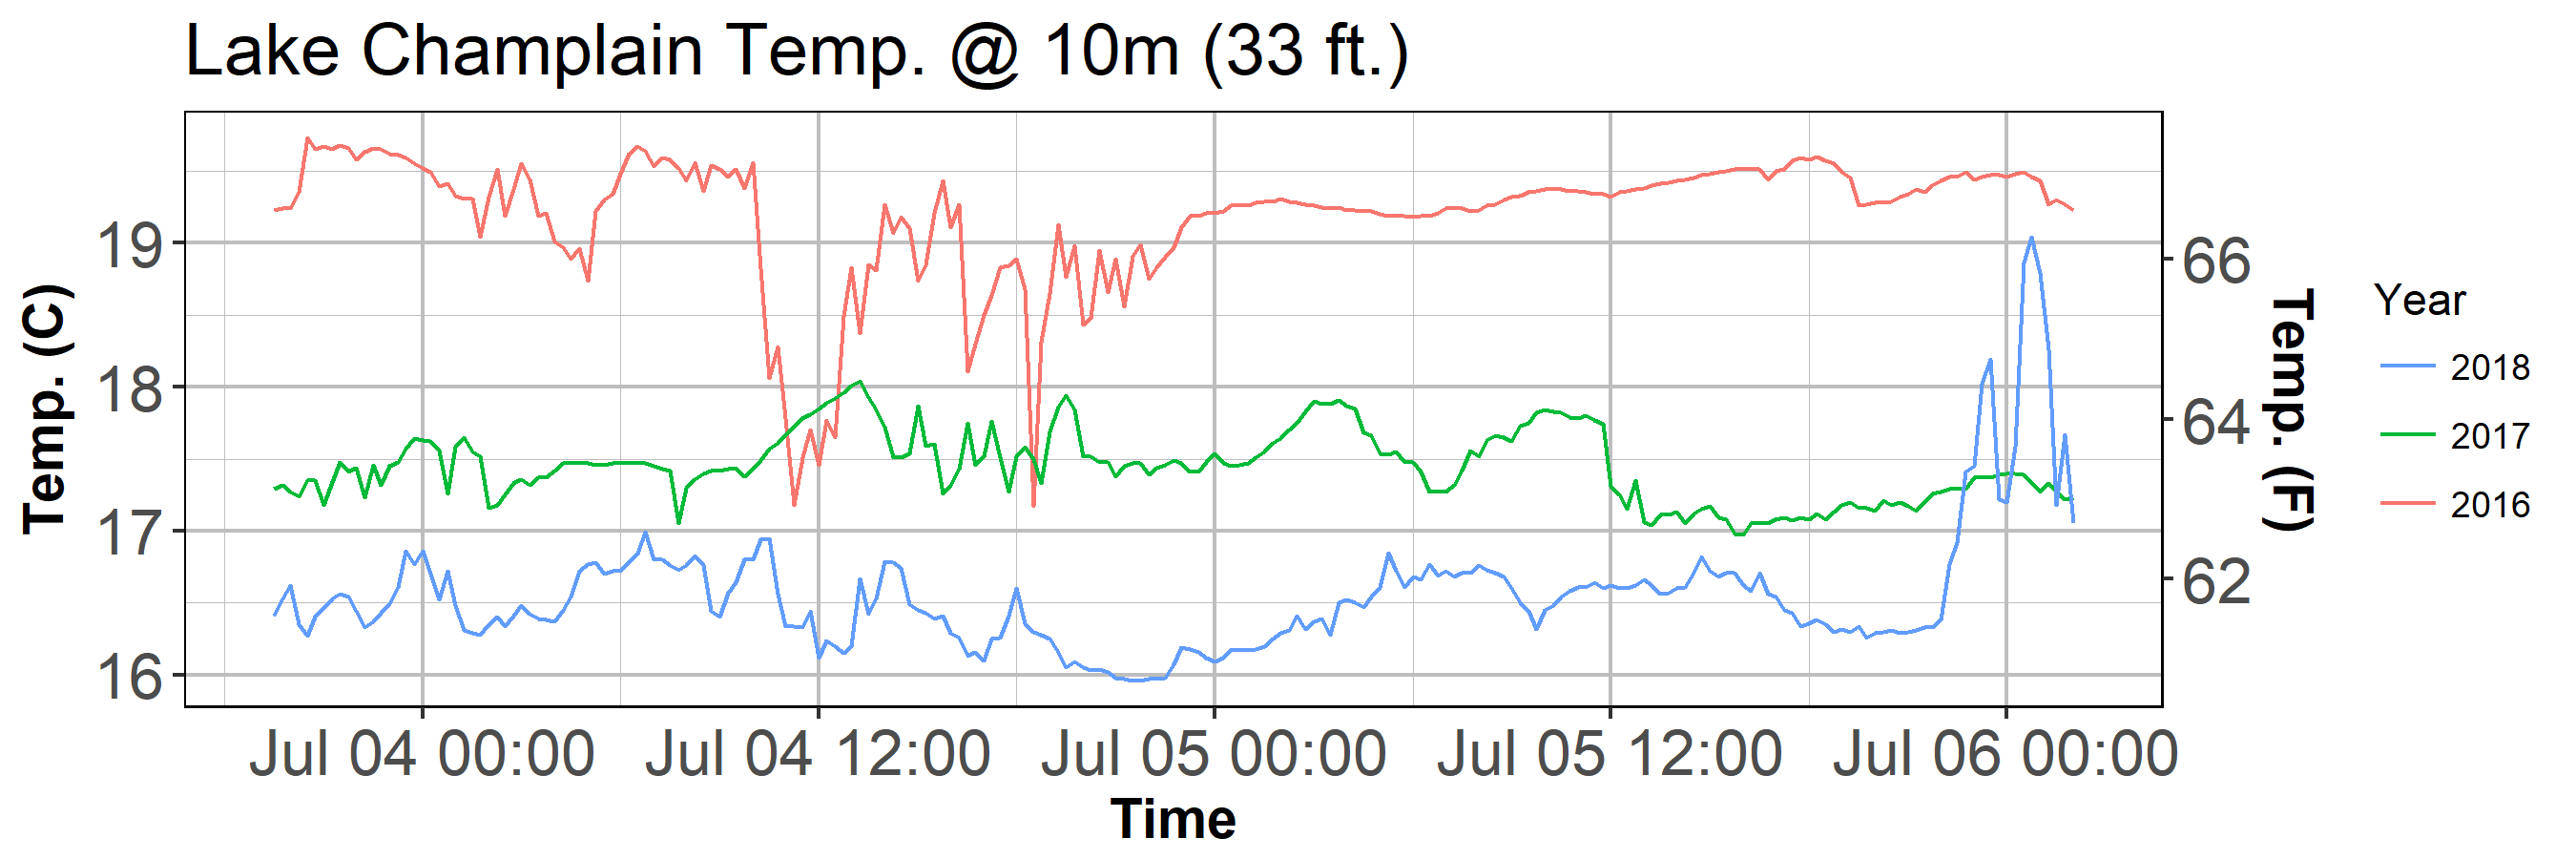 Lake Champlain Temp. @ 10m (33 ft.)
Temp. (C)
19
18
17
16
66
64
62
Temp. (F)
Year
2018
2017
2016
Jul 04 00:00
Jul 04 12:00
Jul 05 00:00
Jul 05 12:00
Jul 06 00:00
Time